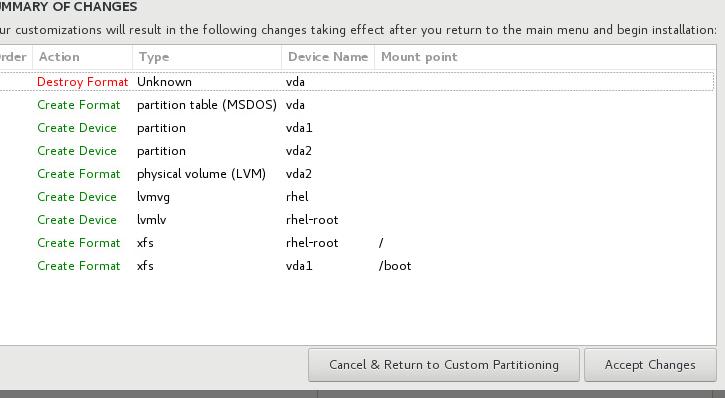 MMARY OF CHANGES
ur customizations will result in the following changes taking effect after you return to the main menu and begin installation:
rder Action Type Device Name Mount point
Destroy Format Unknown vda
Create Format partition table (MSDOS) vda
Create Device partition vda1
Create Device partition vda2
Create Format physical volume (LVM) vda2
Create Device lvmvg rhel
Create Device lvmlv rhel-root
Create Format xfs rhel-root /
Create Format xfs vda1 /boot
Cancel & Return to Custom Partitioning Accept Changes